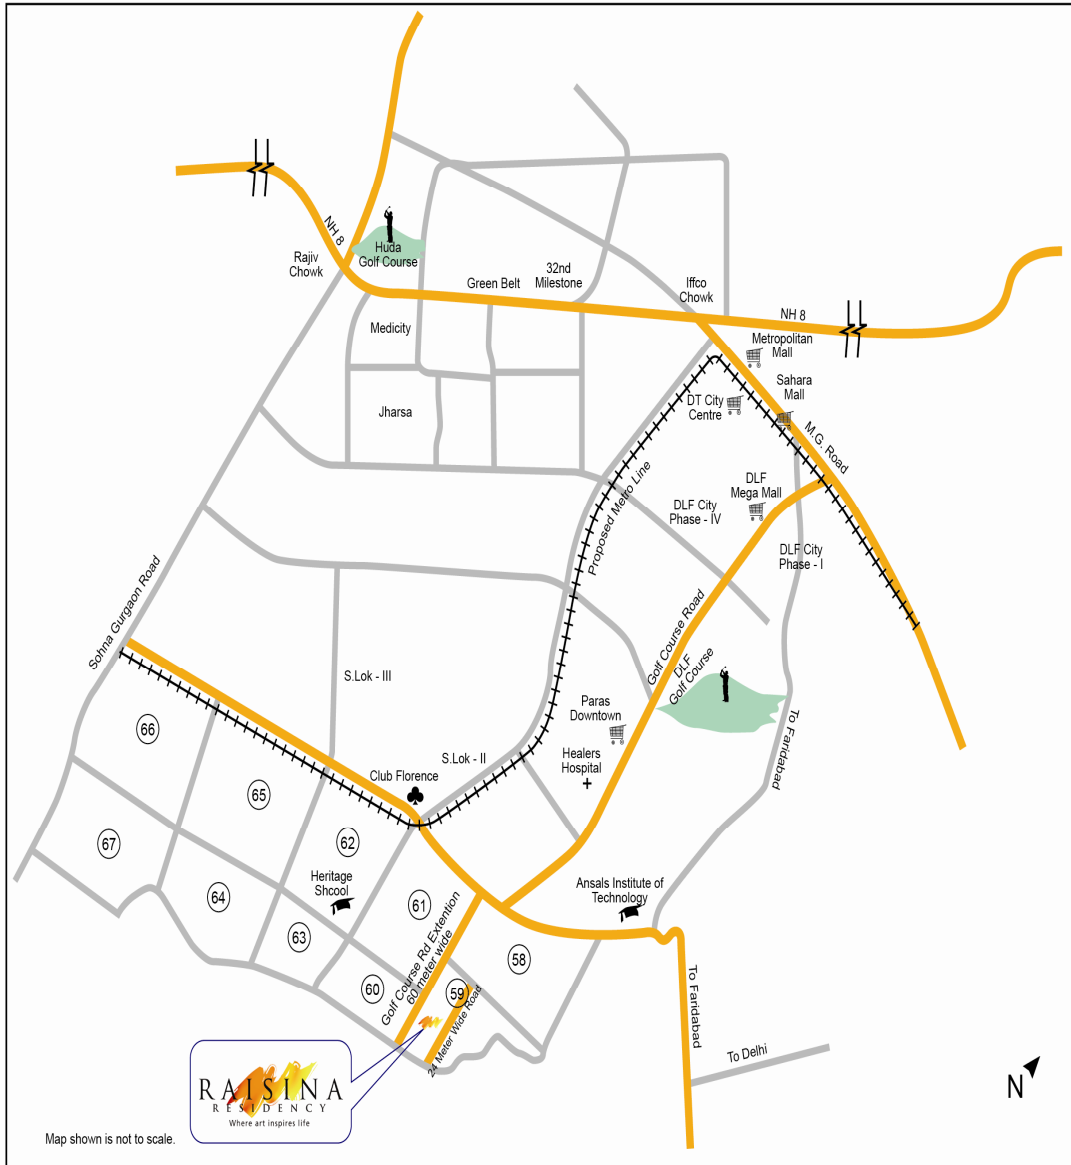 NH 8
Rajiv
Chowk
Huda
Golf Course
Green Belt
32nd
Milestone
Iffco
Chowk
NH 8
Medicity
Metropolitan
Mall
Sahara
Mall
DT City
Centre
Jharsa
M.G. Road
Proposed Metro Line
DLF
Mega Mall
DLF City
Phase - IV
DLF City
Phase - I
Sohna Gurgaon Road
Golf Course Road
DLF
Golf Course
S.Lok - III
Paras
Downtown
To Faridabad
66
S.Lok - II
Healers
Hospital
Club Florence
65
62
67
Heritage
Shcool
Ansals Institute of
Technology
64
61
63
58
Golf Course Rd Extention
60 meter wide
60
59
24 Meter Wide Road
To Faridabad
To Delhi
RAISINA
RESIDENCY
Where art inspires life
N
Map shown is not to scale.